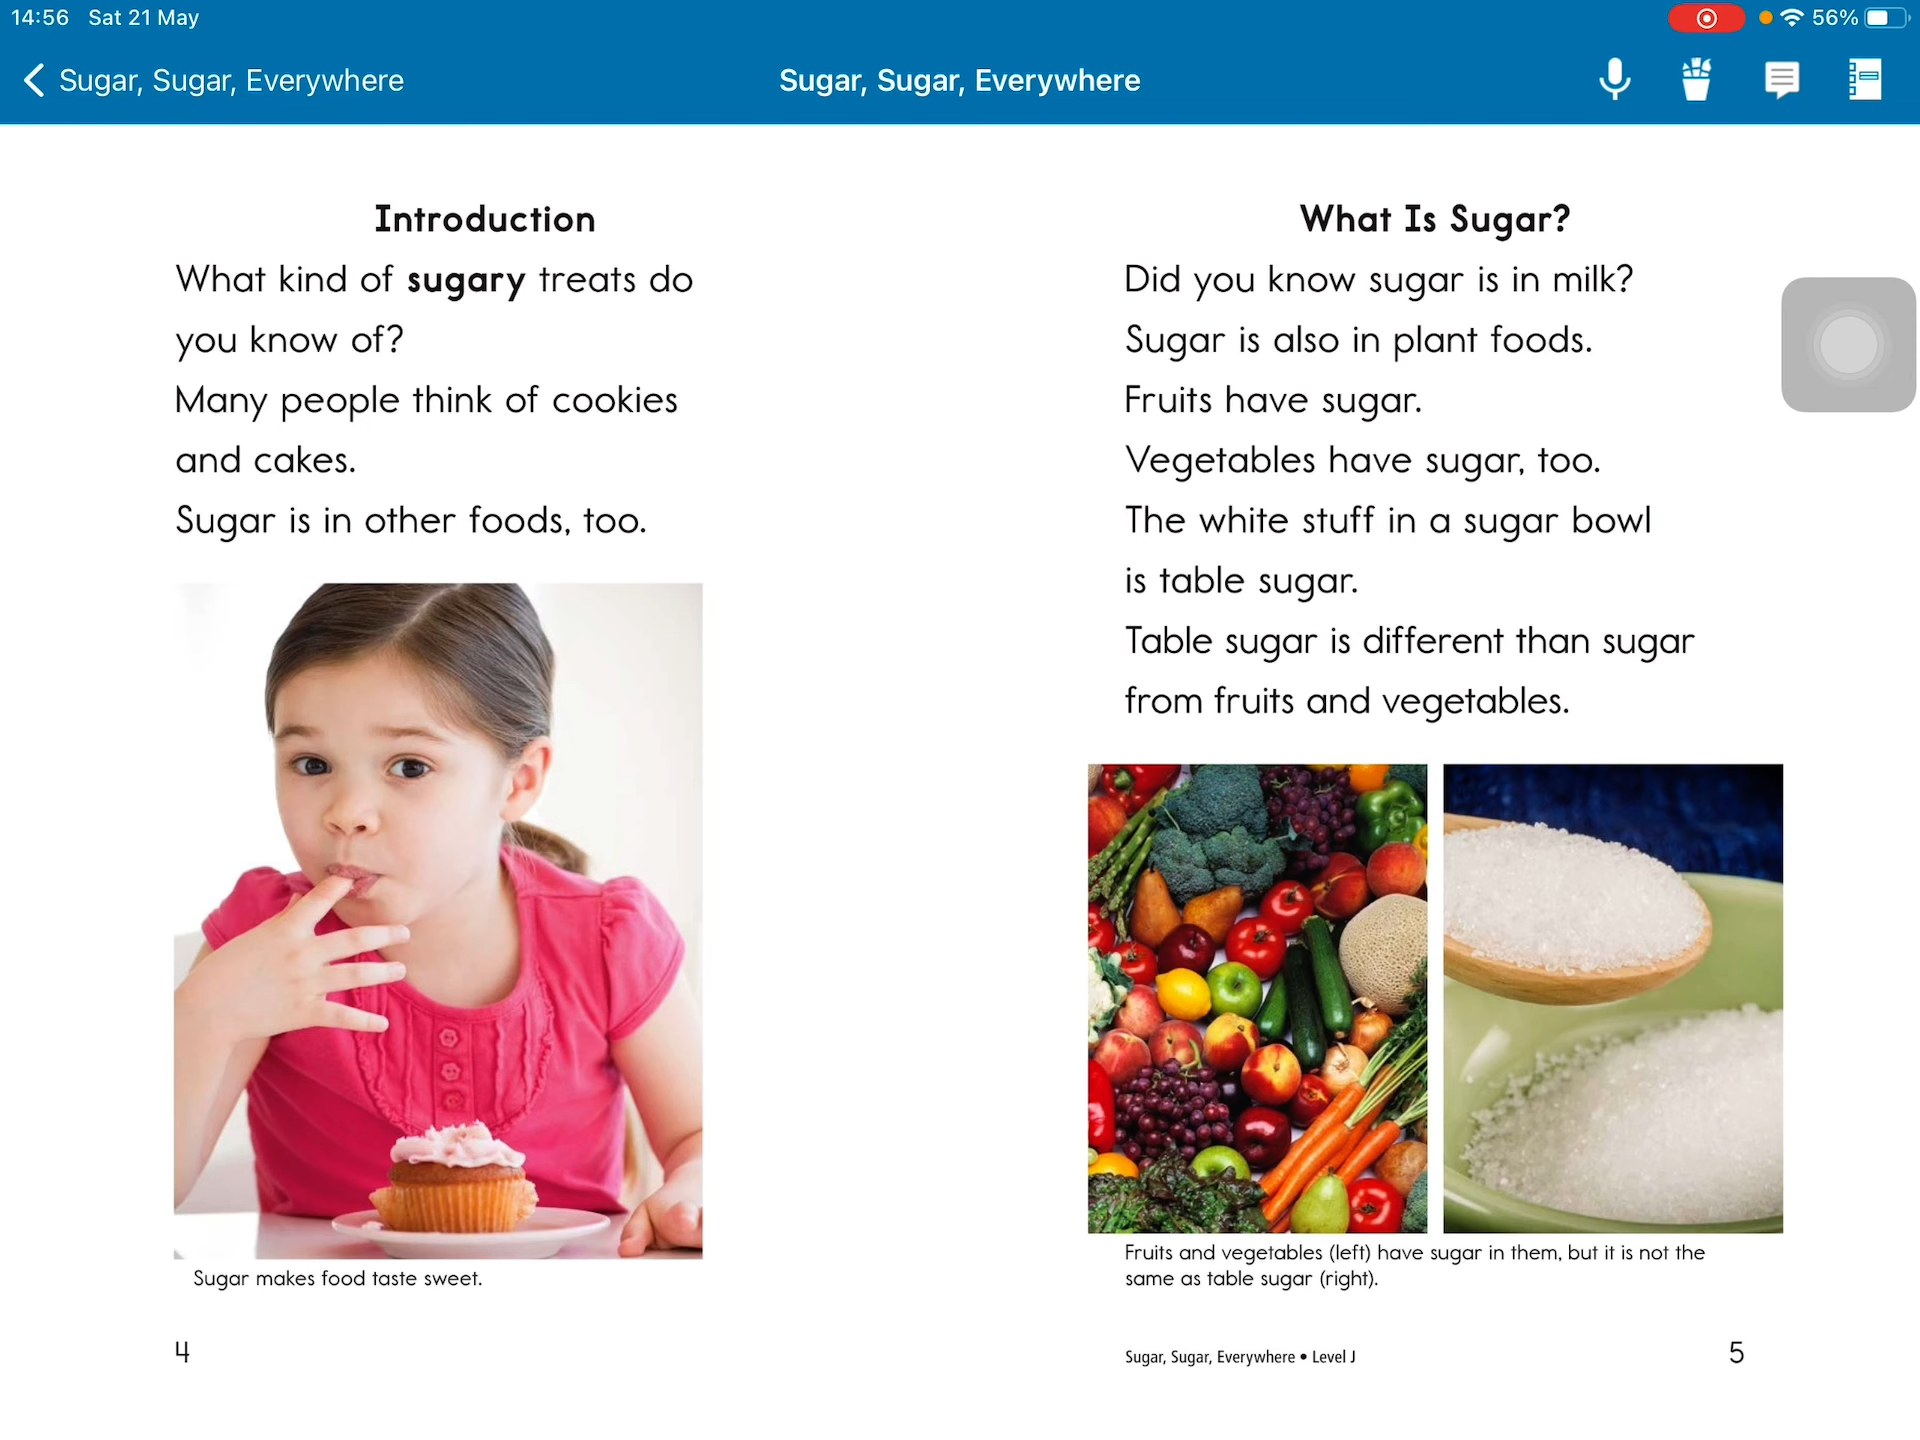 14:56 Sat 21 May
56%
Sugar, Sugar, Everywhere
Sugar, Sugar, Everywhere
Introduction
What kind of sugary treats do
you know of?
Many people think of cookies
and cakes.
Sugar is in other foods, too.
Sugar makes food taste sweet.
4
What Is Sugar?
Did you know sugar is in milk?
Sugar is also in plant foods.
Fruits have sugar.
Vegetables have sugar, too.
The white stuff in a sugar bowl
is table sugar.
Table sugar is different than sugar
from fruits and vegetables.
Fruits and vegetables (left) have sugar in them, but it is not the
same as table sugar (right).
Sugar, Sugar, Everywhere • Level J
5